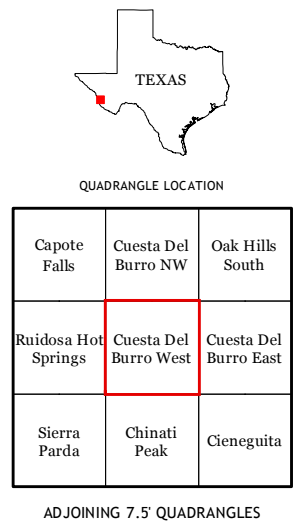 TEXAS
QUADRANGLE LOCATION
Capote
Falls
Cuesta Del
Burro NW
Oak Hills
South
Ruidosa Hot
Springs
Cuesta Del
Burro West
Cuesta Del
Burro East
Sierra
Parda
Chinati
Peak
Cieneguita
ADJOINING 7.5' QUADRANGLES